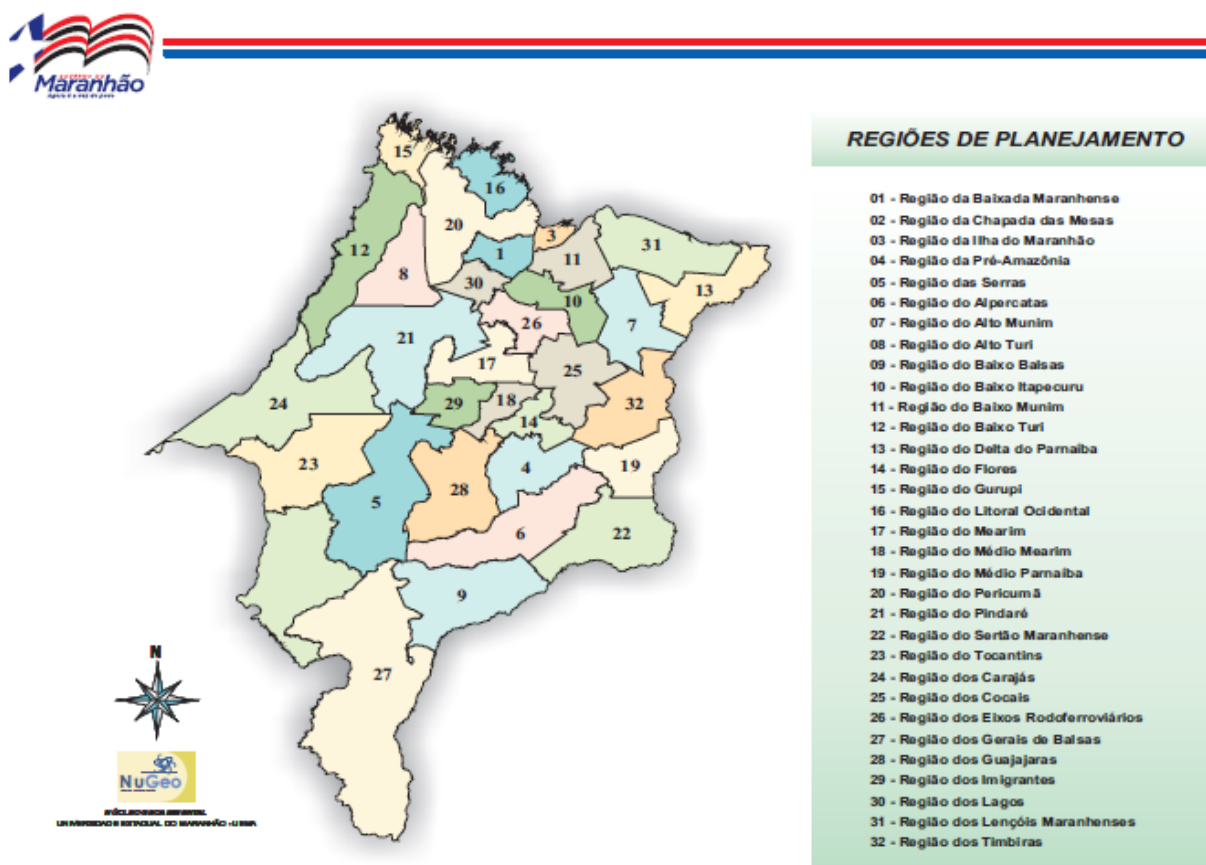 Maranhão
REGIÕES DE PLANEJAMENTO
15
16
20
12
3
31
1
11
8
30
13
10
26
7
21
17
25
24
29
18
32
14
23
4
19
28
5
6
22
9
27
N
NuGeo
UNIVERSIDADE ESTADUAL DO MARANHÃO - UEMA
01 - Região da Baixada Maranhense
02 - Região da Chapada das Mesas
03 - Região da Ilha do Maranhão
04 - Região da Pré-Amazônia
05 - Região das Serras
06 - Região do Alpercatas
07 - Região do Alto Munim
08 - Região do Alto Turi
09 - Região do Baixo Balsas
10 - Região do Baixo Itapecuru
11 - Região do Baixo Munim
12 - Região do Baixo Turi
13 - Região do Delta do Parnaíba
14 - Região do Flores
15 - Região do Gurupi
16 - Região do Litoral Ocidental
17 - Região do Mearim
18 - Região do Médio Mearim
19 - Região do Médio Parnaíba
20 - Região do Pericumã
21 - Região do Pindaré
22 - Região do Sertão Maranhense
23 - Região do Tocantins
24 - Região dos Carajás
25 - Região dos Cocais
26 - Região dos Eixos Rodoferroviários
27 - Região dos Gerais de Balsas
28 - Região dos Guajajaras
29 - Região dos Imigrantes
30 - Região dos Lagos
31 - Região dos Lençóis Maranhenses
32 - Região dos Timbiras